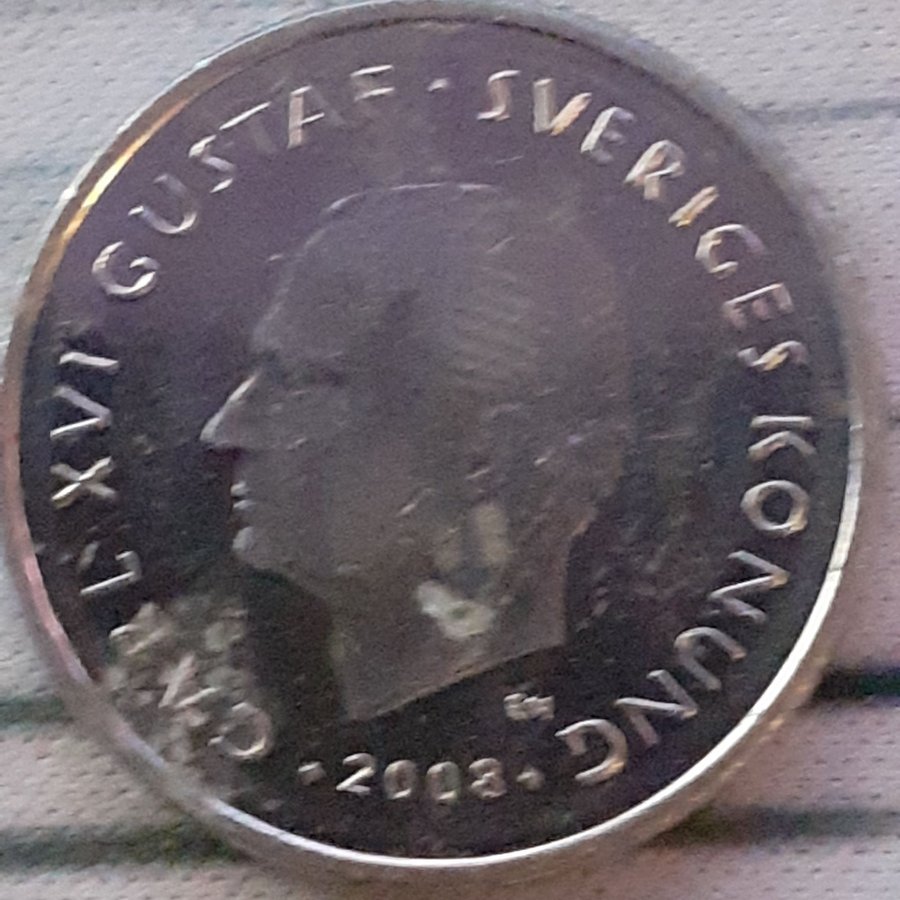 CARL XVI GUSTAF · SVERIGES KONUNG
· 2008 ·